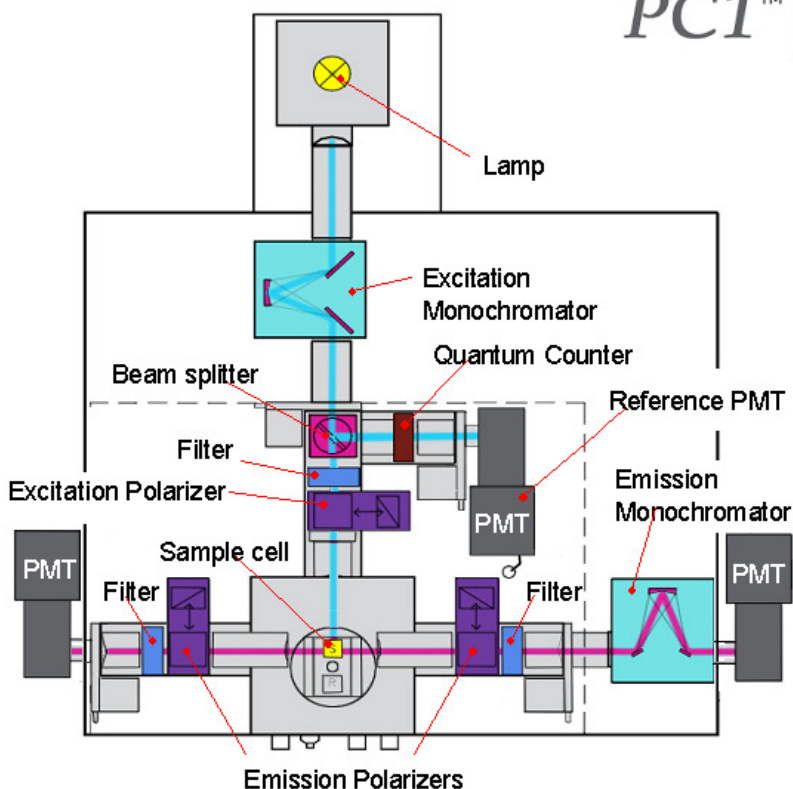 PCT™
Lamp
Excitation
Monochromator
Quantum Counter
Beam splitter
Reference PMT
Filter
Emission
Monochromator
Excitation Polarizer
PMT
Sample cell
PMT
PMT
Filter
Filter
S
R
Emission Polarizers